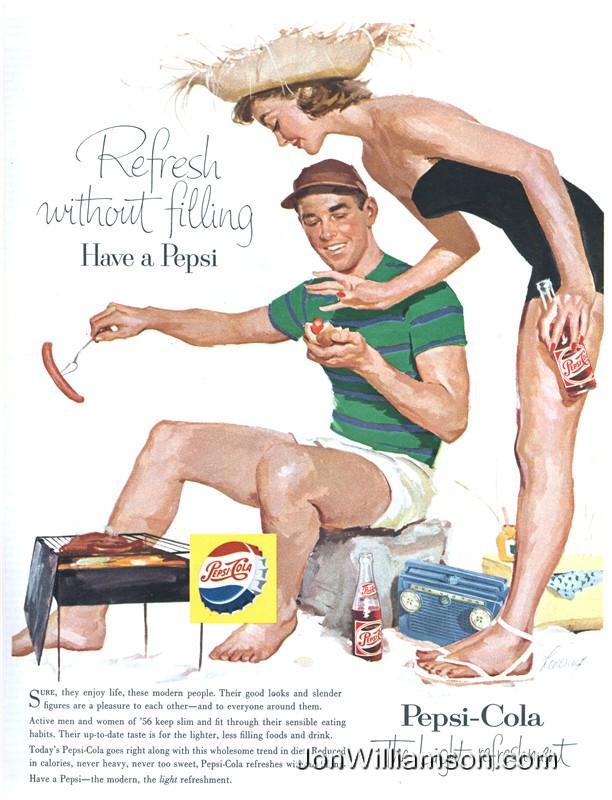 Refresh
without filling
Have a Pepsi
PEPSI-COLA
Pepsi
SURE, they enjoy life, these modern people. Their good looks and slender
figures are a pleasure to each other—and to everyone around them.
Active men and women of '56 keep slim and fit through their sensible eating
habits. Their up-to-date taste is for the lighter, less filling foods and drink.
Today's Pepsi-Cola goes right along with this wholesome trend in diet. Reduced
in calories, never heavy, never too sweet, Pepsi-Cola refreshes without filling.
Have a Pepsi—the modern, the light refreshment.
Pepsi-Cola
The light refreshment
JonWilliamson.com